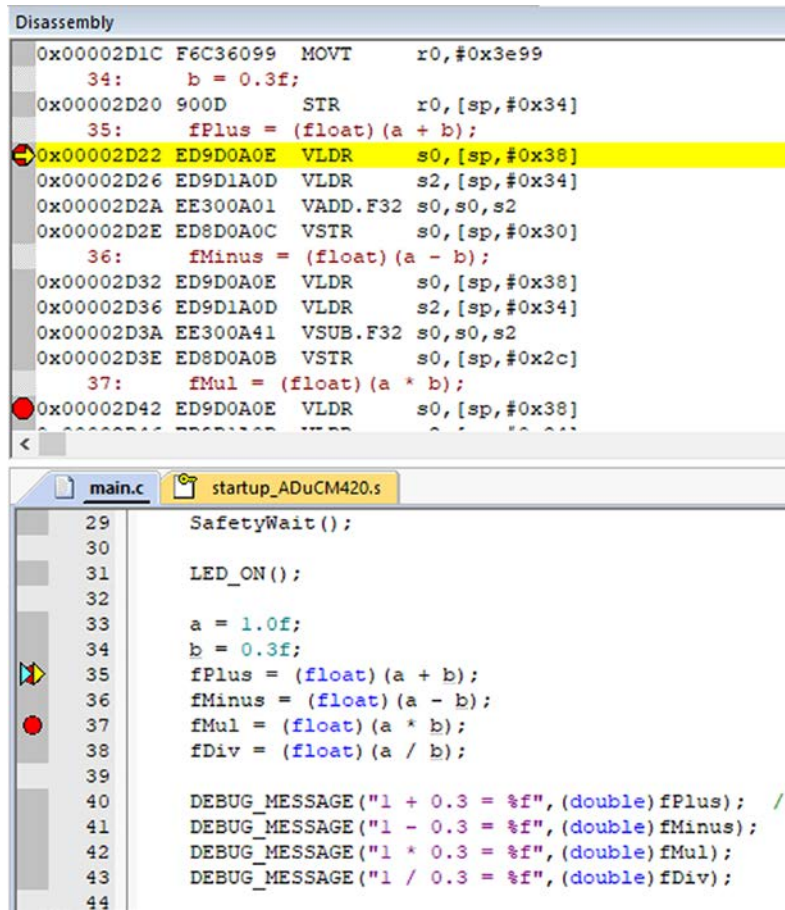 Disassembly
0x00002D1C F6C36099 MOVT r0,#0x3e99
34: b = 0.3f;
0x00002D20 900D STR r0,[sp,#0x34]
35: fPlus = (float)(a + b);
0x00002D22 ED9D0A0E VLDR s0,[sp,#0x38]
0x00002D26 ED9D1A0D VLDR s2,[sp,#0x34]
0x00002D2A EE300A01 VADD.F32 s0,s0,s2
0x00002D2E ED8D0A0C VSTR s0,[sp,#0x30]
36: fMinus = (float)(a - b);
0x00002D32 ED9D0A0E VLDR s0,[sp,#0x38]
0x00002D36 ED9D1A0D VLDR s2,[sp,#0x34]
0x00002D3A EE300A41 VSUB.F32 s0,s0,s2
0x00002D3E ED8D0A0B VSTR s0,[sp,#0x2c]
37: fMul = (float)(a * b);
0x00002D42 ED9D0A0E VLDR s0,[sp,#0x38]
main.c startup_ADuCM420.s
29 SafetyWait();
30
31 LED_ON();
32
33 a = 1.0f;
34 b = 0.3f;
35 fPlus = (float)(a + b);
36 fMinus = (float)(a - b);
37 fMul = (float)(a * b);
38 fDiv = (float)(a / b);
39
40 DEBUG_MESSAGE("1 + 0.3 = %f",(double)fPlus); /
41 DEBUG_MESSAGE("1 - 0.3 = %f",(double)fMinus);
42 DEBUG_MESSAGE("1 * 0.3 = %f",(double)fMul);
43 DEBUG_MESSAGE("1 / 0.3 = %f",(double)fDiv);
44